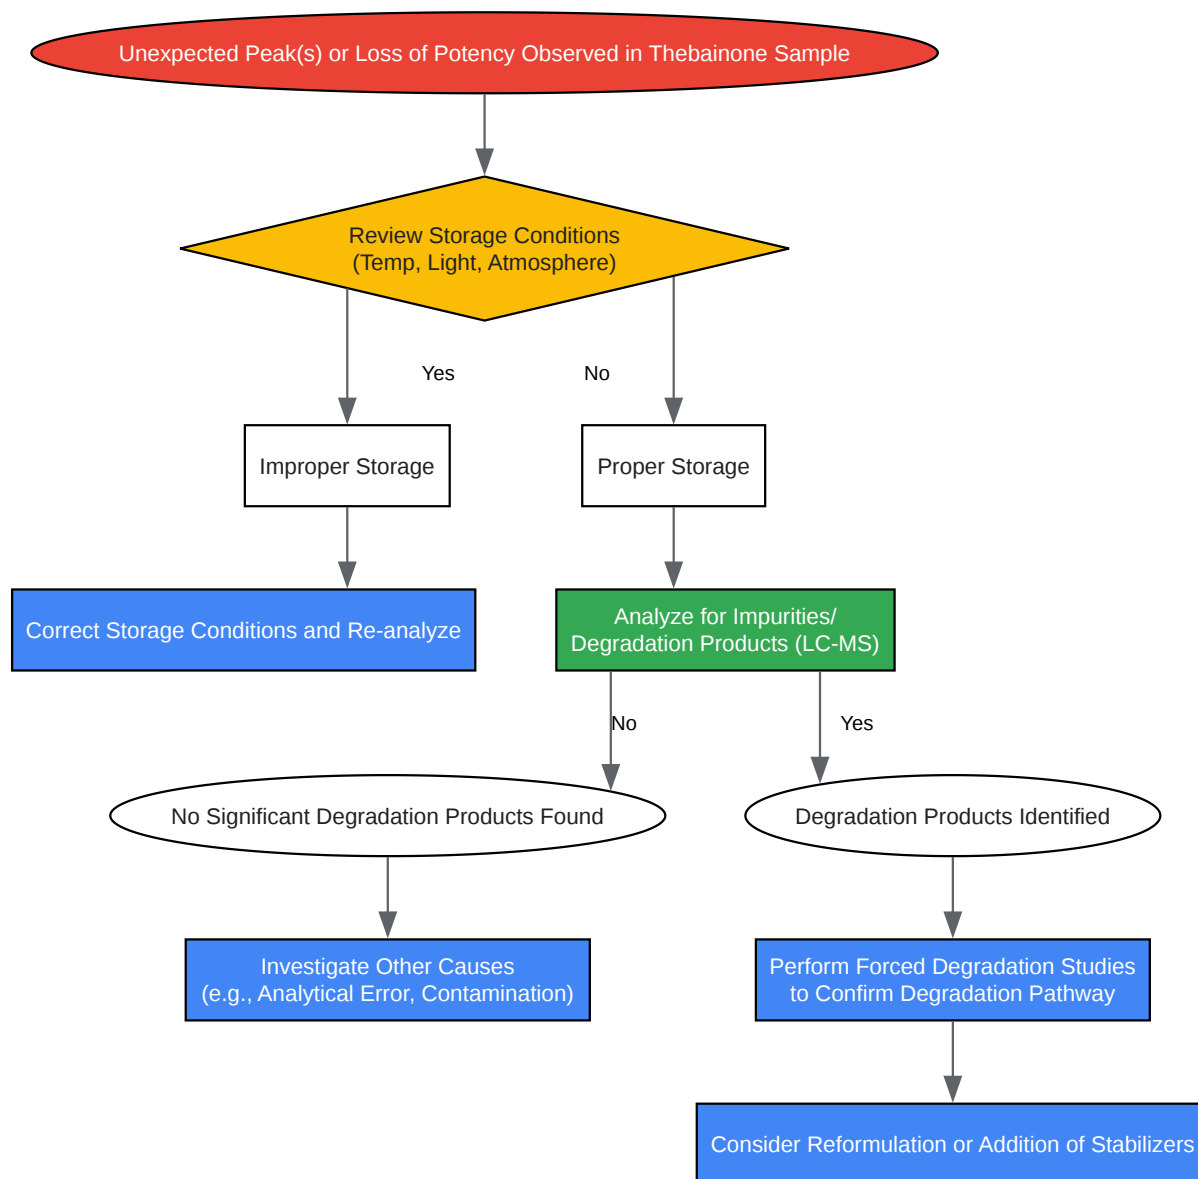 Unexpected Peak(s) or Loss of Potency Observed in Thebainone Sample
Review Storage Conditions
(Temp, Light, Atmosphere)
Yes
No
Improper Storage
Proper Storage
Correct Storage Conditions and Re-analyze
Analyze for Impurities/
Degradation Products (LC-MS)
No
Yes
No Significant Degradation Products Found
Degradation Products Identified
Investigate Other Causes
(e.g., Analytical Error, Contamination)
Perform Forced Degradation Studies
to Confirm Degradation Pathway
Consider Reformulation or Addition of Stabilizers